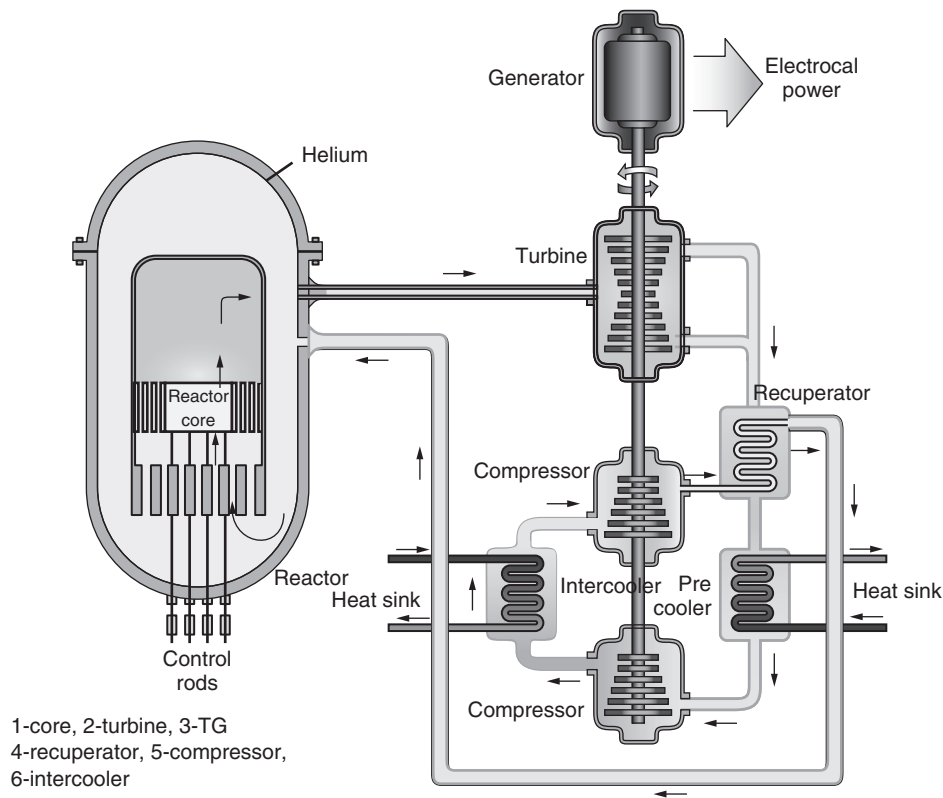 Generator
Electrocal
power
Helium
Turbine
Recuperator
Reactor
core
Compressor
Reactor
Heat sink
Intercooler
Pre
cooler
Heat sink
Control
rods
Compressor
1-core, 2-turbine, 3-TG
4-recuperator, 5-compressor,
6-intercooler